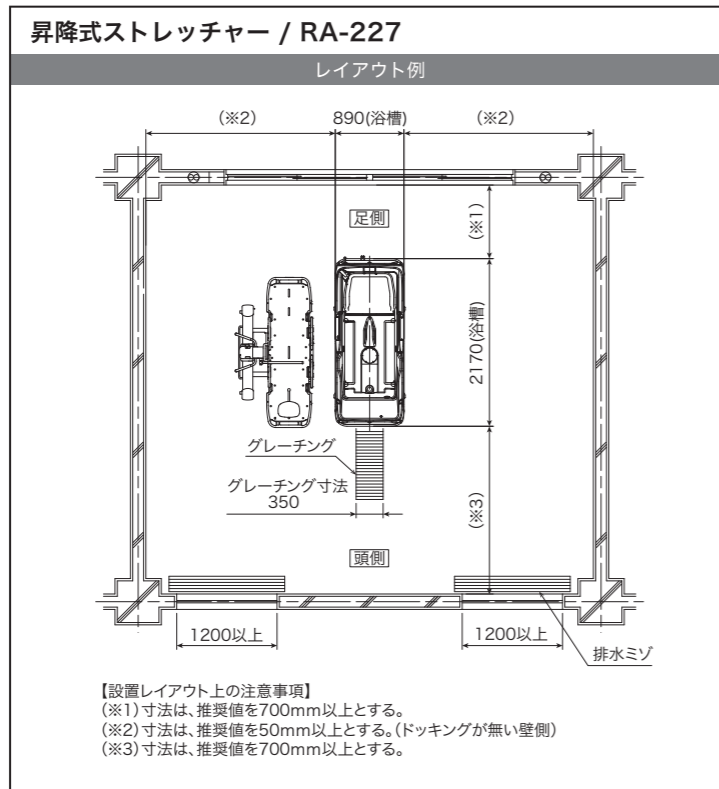 昇降式ストレッチャー / RA-227
レイアウト例
(※2)
890(浴槽)
(※2)
足側
(※1)
2170(浴槽)
グレーチング
グレーチング寸法
350
(※3)
頭側
1200以上
1200以上
排水ミゾ
【設置レイアウト上の注意事項】
(※1)寸法は、推奨値を700mm以上とする。
(※2)寸法は、推奨値を50mm以上とする。(ドッキングが無い壁側)
(※3)寸法は、推奨値を700mm以上とする。